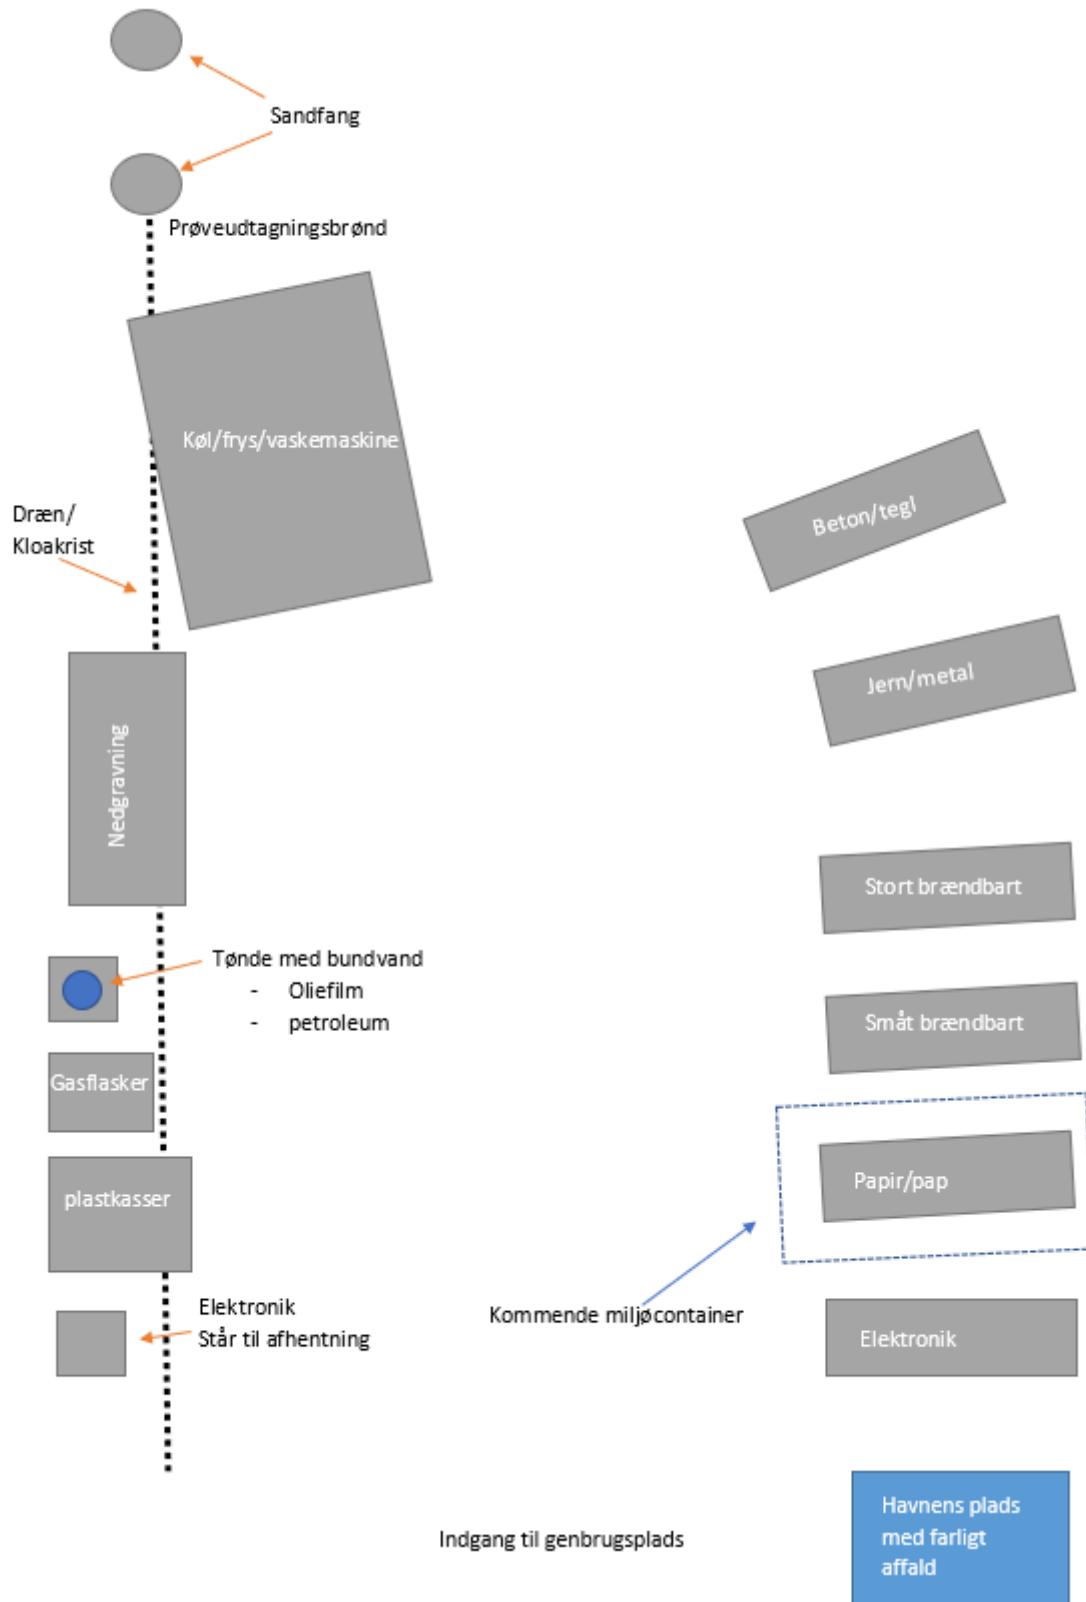 Sandfang
Prøveudtagningsbrønd
Køl/frys/vaskemaskine
Beton/tegl
Dræn/
Kloakrist
Jern/metal
Nedgravning
Stort brændbart
Tønde med bundvand
- Oliefilm
- petroleum
Småt brændbart
Gasflasker
plastkasser
Papir/pap
Elektronik
Står til afhentning
Kommende miljøcontainer
Elektronik
Havnens plads
med farligt
affald
Indgang til genbrugsplads